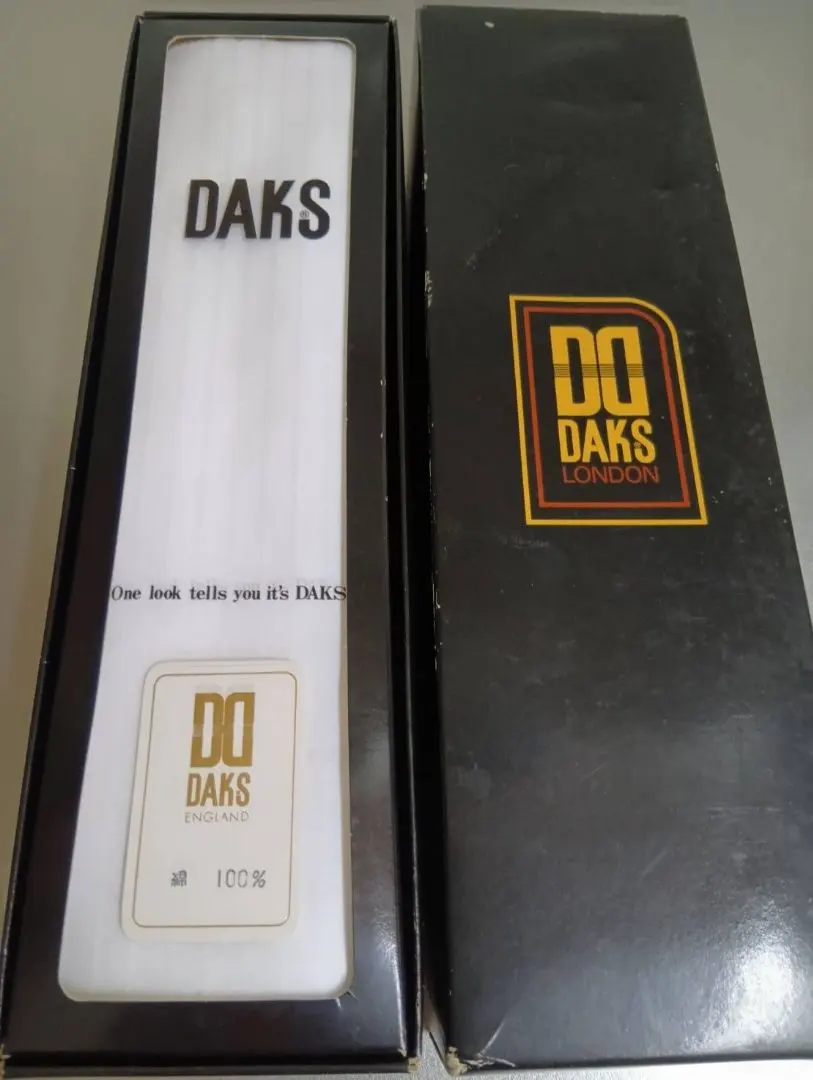 DAKS®
One look tells you it's DAKS
DD
DAKS
ENGLAND
綿 100%
DD
DAKS®
LONDON